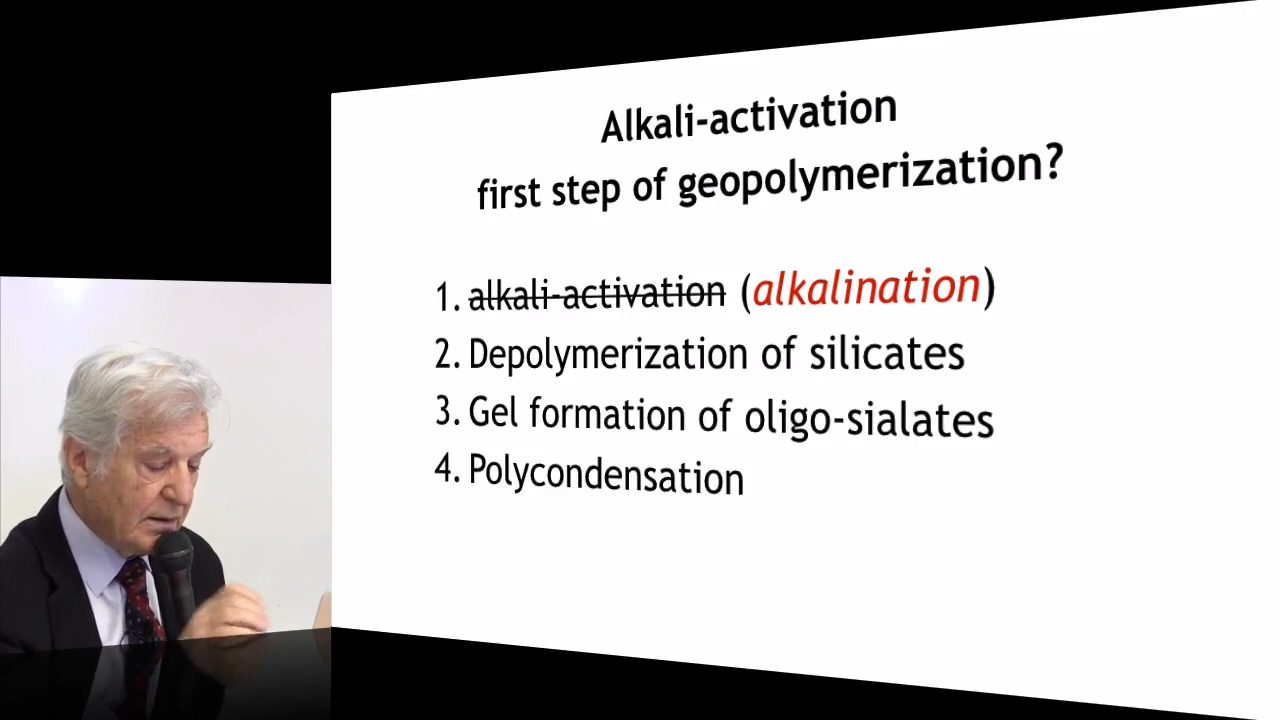 Alkali-activation
first step of geopolymerization?
1. alkali-activation (alkalination)
2. Depolymerization of silicates
3. Gel formation of oligo-sialates
4. Polycondensation